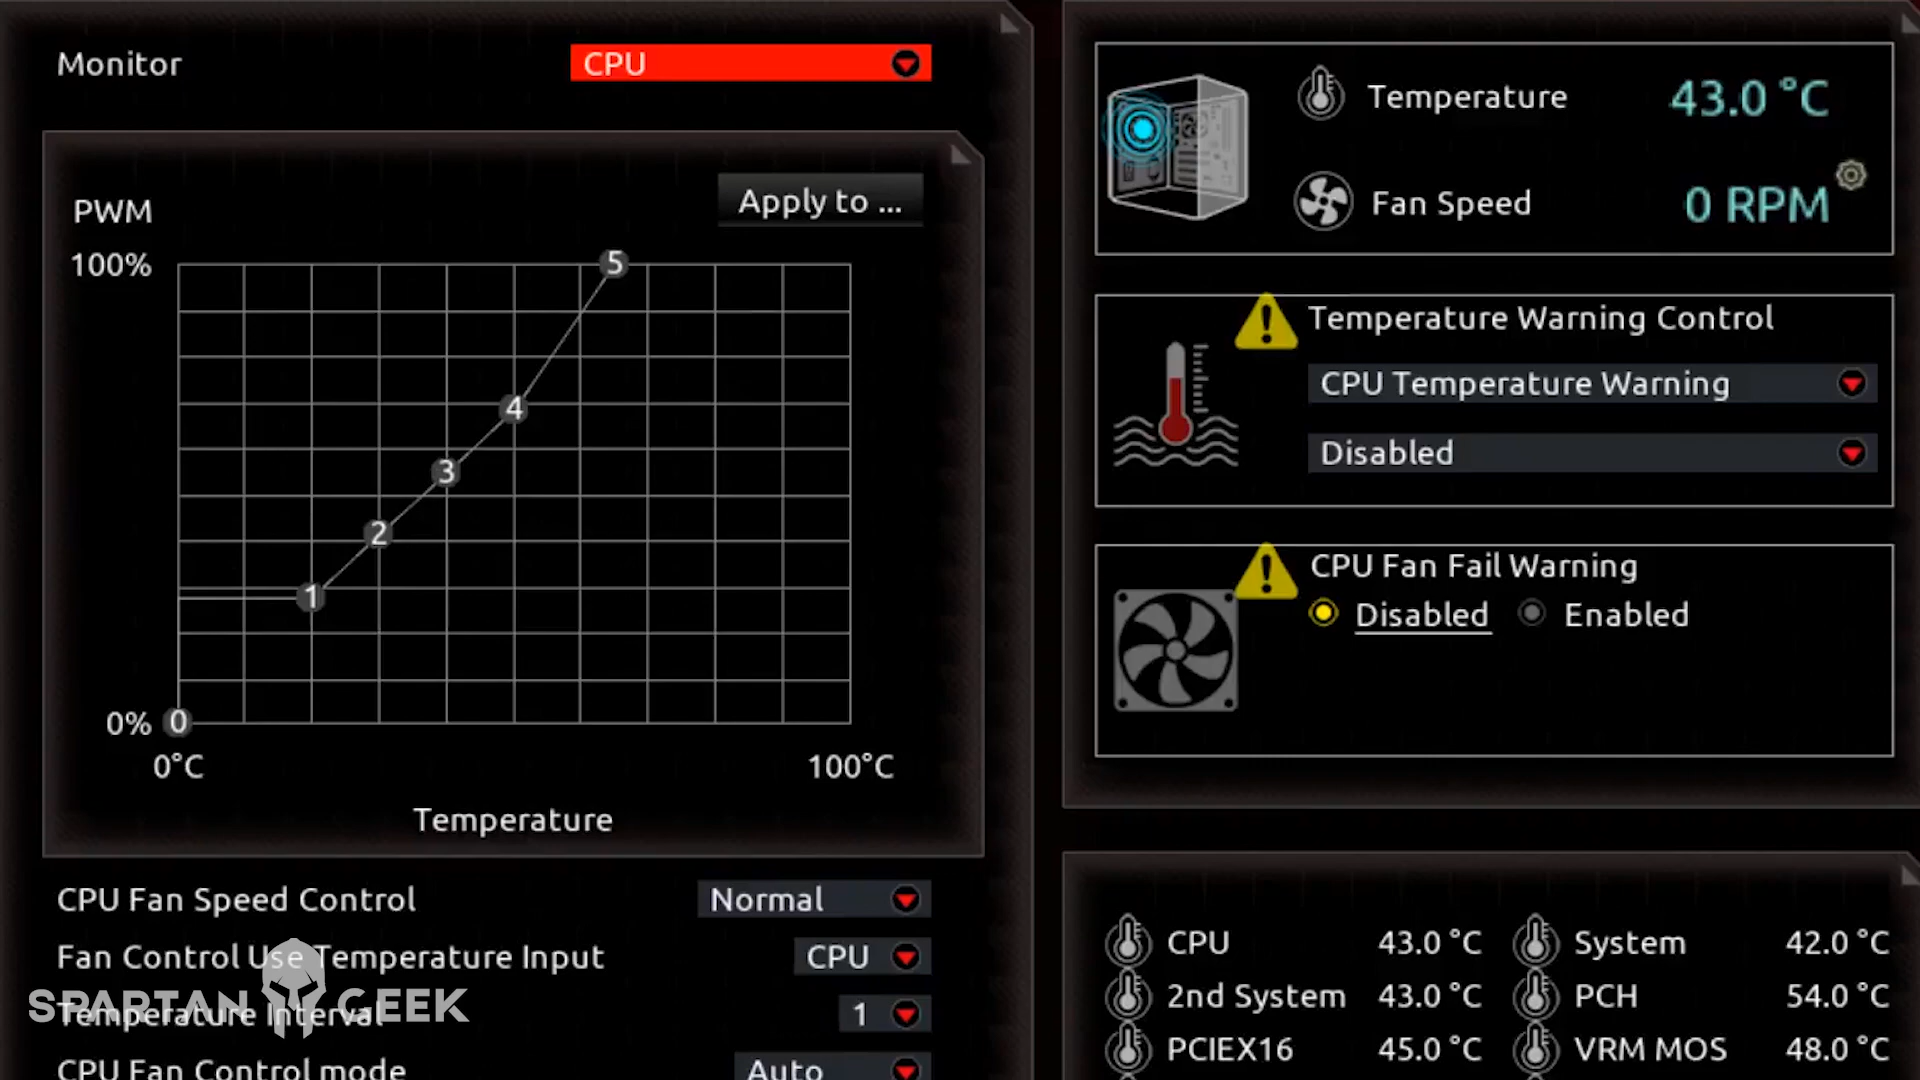 Monitor
CPU
PWM
Apply to ...
100%
5
4
3
2
1
0%
0
0°C
100°C
Temperature
CPU Fan Speed Control
Normal
Fan Control Use Temperature Input
CPU
Temperature Interval
1
CPU Fan Control mode
Auto
SPARTAN GEEK
Temperature
43.0 °C
Fan Speed
0 RPM
Temperature Warning Control
CPU Temperature Warning
Disabled
CPU Fan Fail Warning
Disabled
Enabled
CPU 43.0 °C
System 42.0 °C
2nd System 43.0 °C
PCH 54.0 °C
PCIEX16 45.0 °C
VRM MOS 48.0 °C